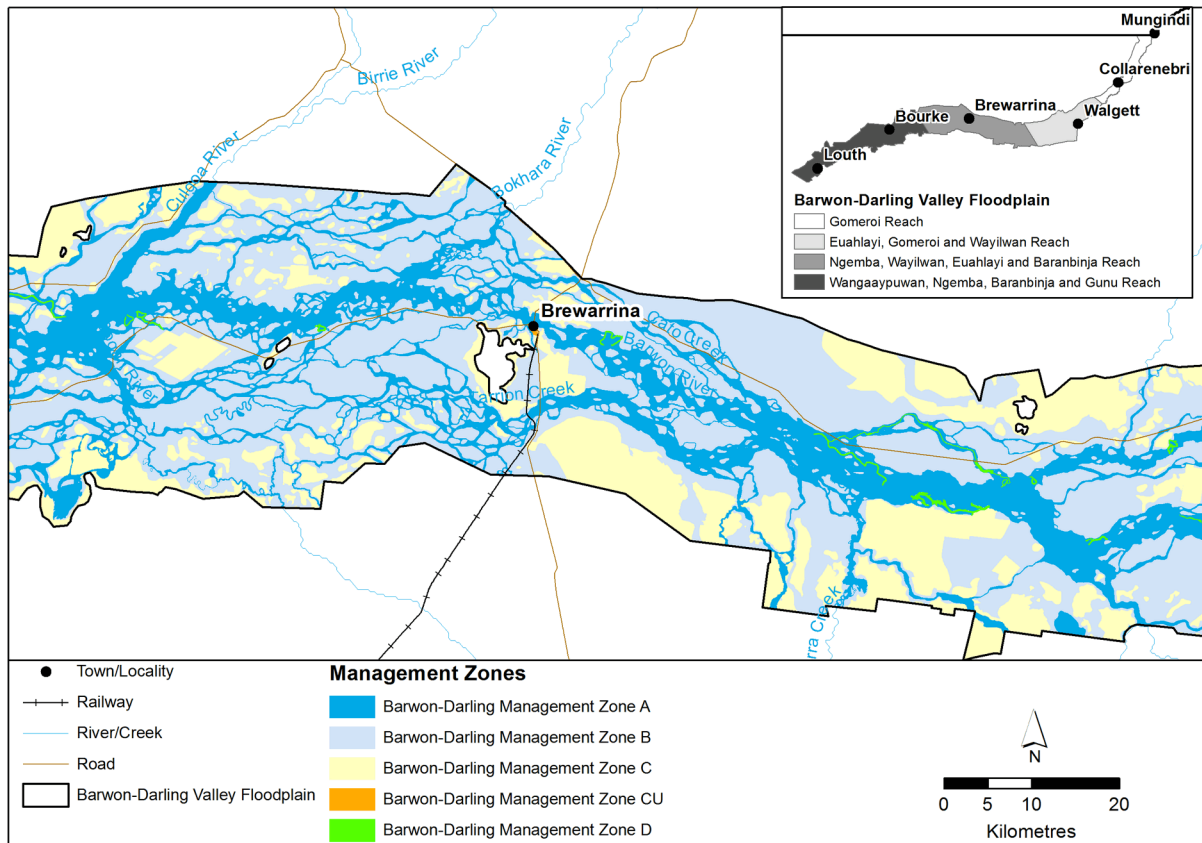 Birrie River
Culgoa River
Bokhara River
Brewarrina
Cato Creek
Barwon River
River
Creek
Creek
Mungindi
Collarenebri
Brewarrina
Bourke
Walgett
Louth
Barwon-Darling Valley Floodplain
Gomeroi Reach
Euahlayi, Gomeroi and Wayilwan Reach
Ngemba, Wayilwan, Euahlayi and Baranbinja Reach
Wangaaypuwan, Ngemba, Baranbinja and Gunu Reach
Town/Locality
Railway
River/Creek
Road
Barwon-Darling Valley Floodplain
Management Zones
Barwon-Darling Management Zone A
Barwon-Darling Management Zone B
Barwon-Darling Management Zone C
Barwon-Darling Management Zone CU
Barwon-Darling Management Zone D
N
0 5 10 20
Kilometres